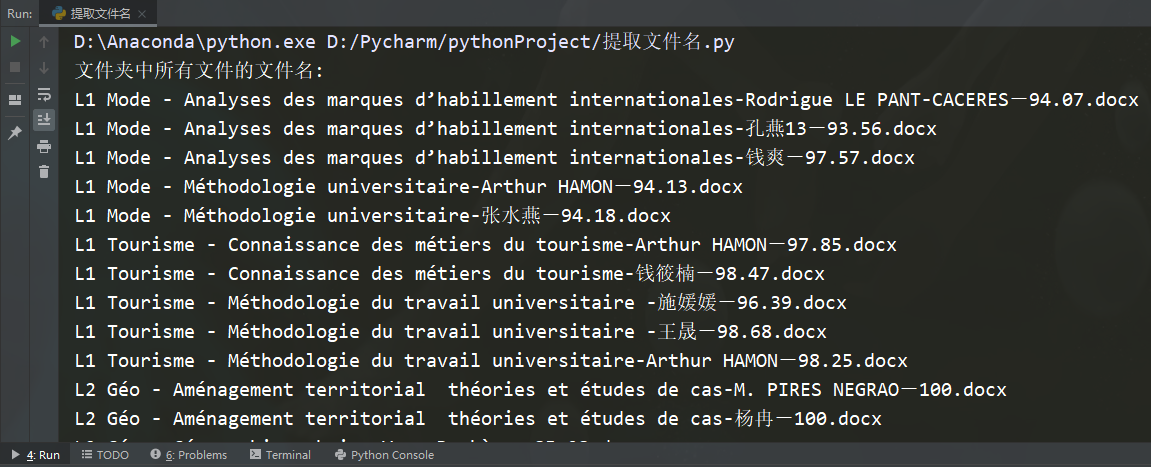 Run: 提取文件名
D:\Anaconda\python.exe D:/Pycharm/pythonProject/提取文件名.py
文件夹中所有文件的文件名:
L1 Mode - Analyses des marques d’habillement internationales-Rodrigue LE PANT-CACERES—94.07.docx
L1 Mode - Analyses des marques d’habillement internationales-孔燕13—93.56.docx
L1 Mode - Analyses des marques d’habillement internationales-钱爽—97.57.docx
L1 Mode - Méthodologie universitaire-Arthur HAMON—94.13.docx
L1 Mode - Méthodologie universitaire-张水燕—94.18.docx
L1 Tourisme - Connaissance des métiers du tourisme-Arthur HAMON—97.85.docx
L1 Tourisme - Connaissance des métiers du tourisme-钱筱楠—98.47.docx
L1 Tourisme - Méthodologie du travail universitaire -施媛媛—96.39.docx
L1 Tourisme - Méthodologie du travail universitaire -王晟—98.68.docx
L1 Tourisme - Méthodologie du travail universitaire-Arthur HAMON—98.25.docx
L2 Géo - Aménagement territorial  théories et études de cas-M. PIRES NEGRAO—100.docx
L2 Géo - Aménagement territorial  théories et études de cas-杨冉—100.docx
4: Run TODO 6: Problems Terminal Python Console